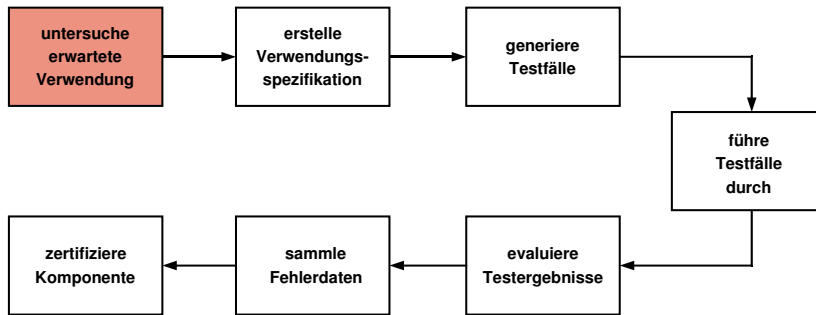 untersuche
erwartete
Verwendung
erstelle
Verwendungs-
spezifikation
generiere
Testfälle
führe
Testfälle
durch
evaluiere
Testergebnisse
sammle
Fehlerdaten
zertifiziere
Komponente